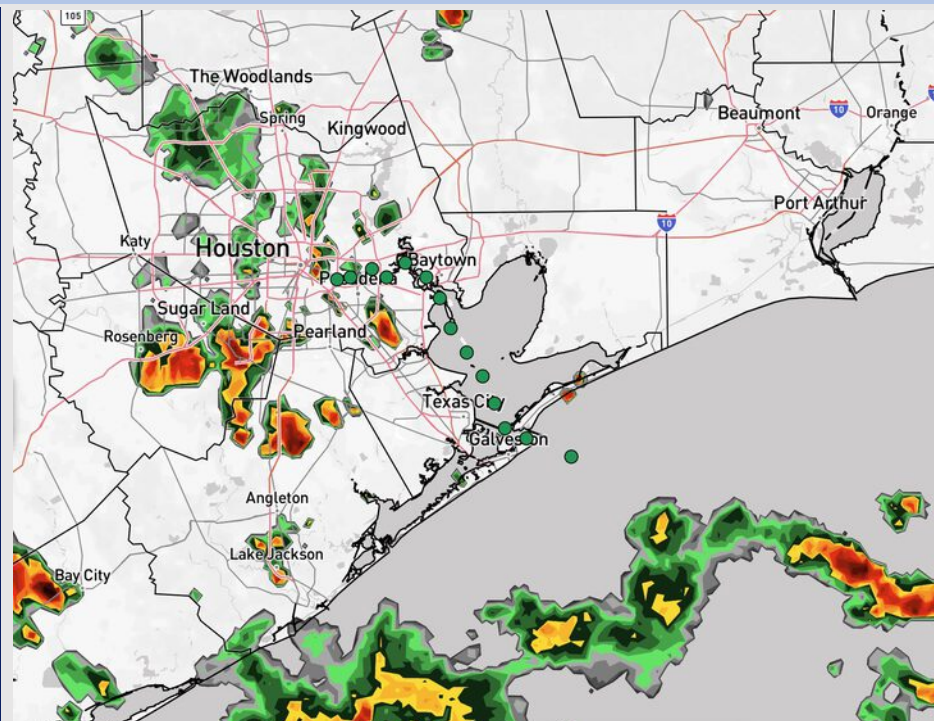 105
The Woodlands
Spring
Kingwood
Beaumont
10
Orange
Port Arthur
10
Katy
Houston
Baytown
Pasadena
Sugar Land
Rosenberg
Pearland
Texas City
Galveston
Angleton
Lake Jackson
Bay City